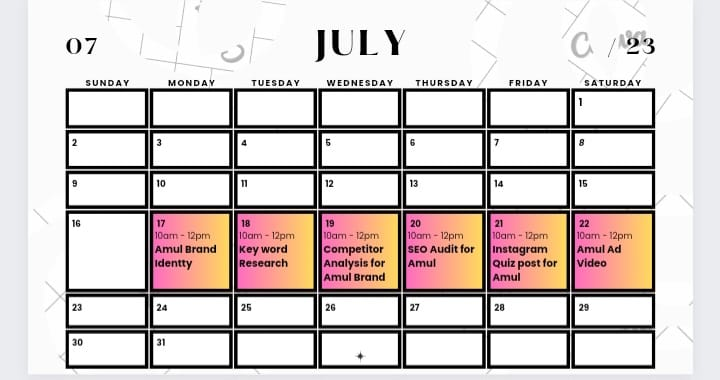 07
JULY
/ 23
SUNDAY MONDAY TUESDAY WEDNESDAY THURSDAY FRIDAY SATURDAY
1
2 3 4 5 6 7 8
9 10 11 12 13 14 15
16 17 18 19 20 21 22
10am - 12pm 10am - 12pm 10am - 12pm 10am - 12pm 10am - 12pm 10am - 12pm
Amul Brand Key word Competitor SEO Audit for Instagram Amul Ad
Identty Research Analysis for Amul Quiz post for Video
Amul Brand Amul
23 24 25 26 27 28 29
30 31